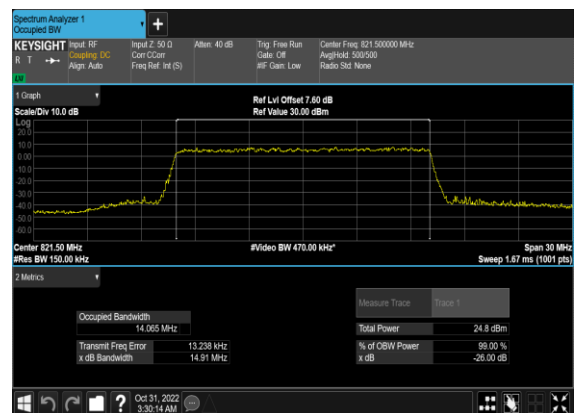 Spectrum Analyzer 1
Occupied BW
KEYSIGHT Input: RF Input Z: 50 Ω Atten: 40 dB Trig: Free Run Center Freq: 821.500000 MHz
R T Coupling: DC Corr CCorr Gate: Off Avg|Hold: 500/500
Align: Auto Freq Ref: Int (S) #IF Gain: Low Radio Std: None
1 Graph
Ref Lvl Offset 7.60 dB
Scale/Div 10.0 dB Ref Value 30.00 dBm
Log
20.0
10.0
0.00
-10.0
-20.0
-30.0
-40.0
-50.0
-60.0
Center 821.50 MHz #Video BW 470.00 kHz* Span 30 MHz
#Res BW 150.00 kHz Sweep 1.67 ms (1001 pts)
2 Metrics
Measure Trace Trace 1
Occupied Bandwidth
14.065 MHz Total Power 24.8 dBm
Transmit Freq Error 13.238 kHz % of OBW Power 99.00 %
x dB Bandwidth 14.91 MHz x dB -26.00 dB
? Oct 31, 2022
3:30:14 AM